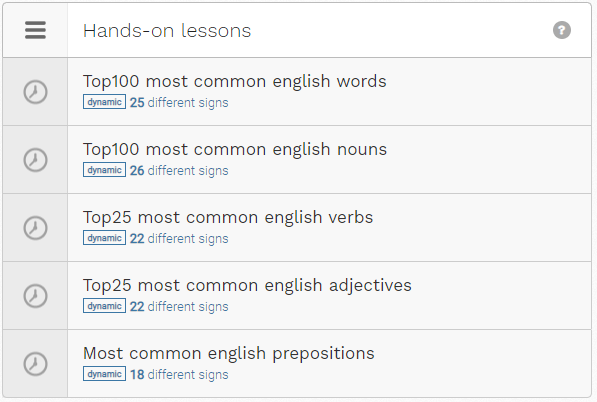 Hands-on lessons
?
Top100 most common english words
dynamic 25 different signs
Top100 most common english nouns
dynamic 26 different signs
Top25 most common english verbs
dynamic 22 different signs
Top25 most common english adjectives
dynamic 22 different signs
Most common english prepositions
dynamic 18 different signs